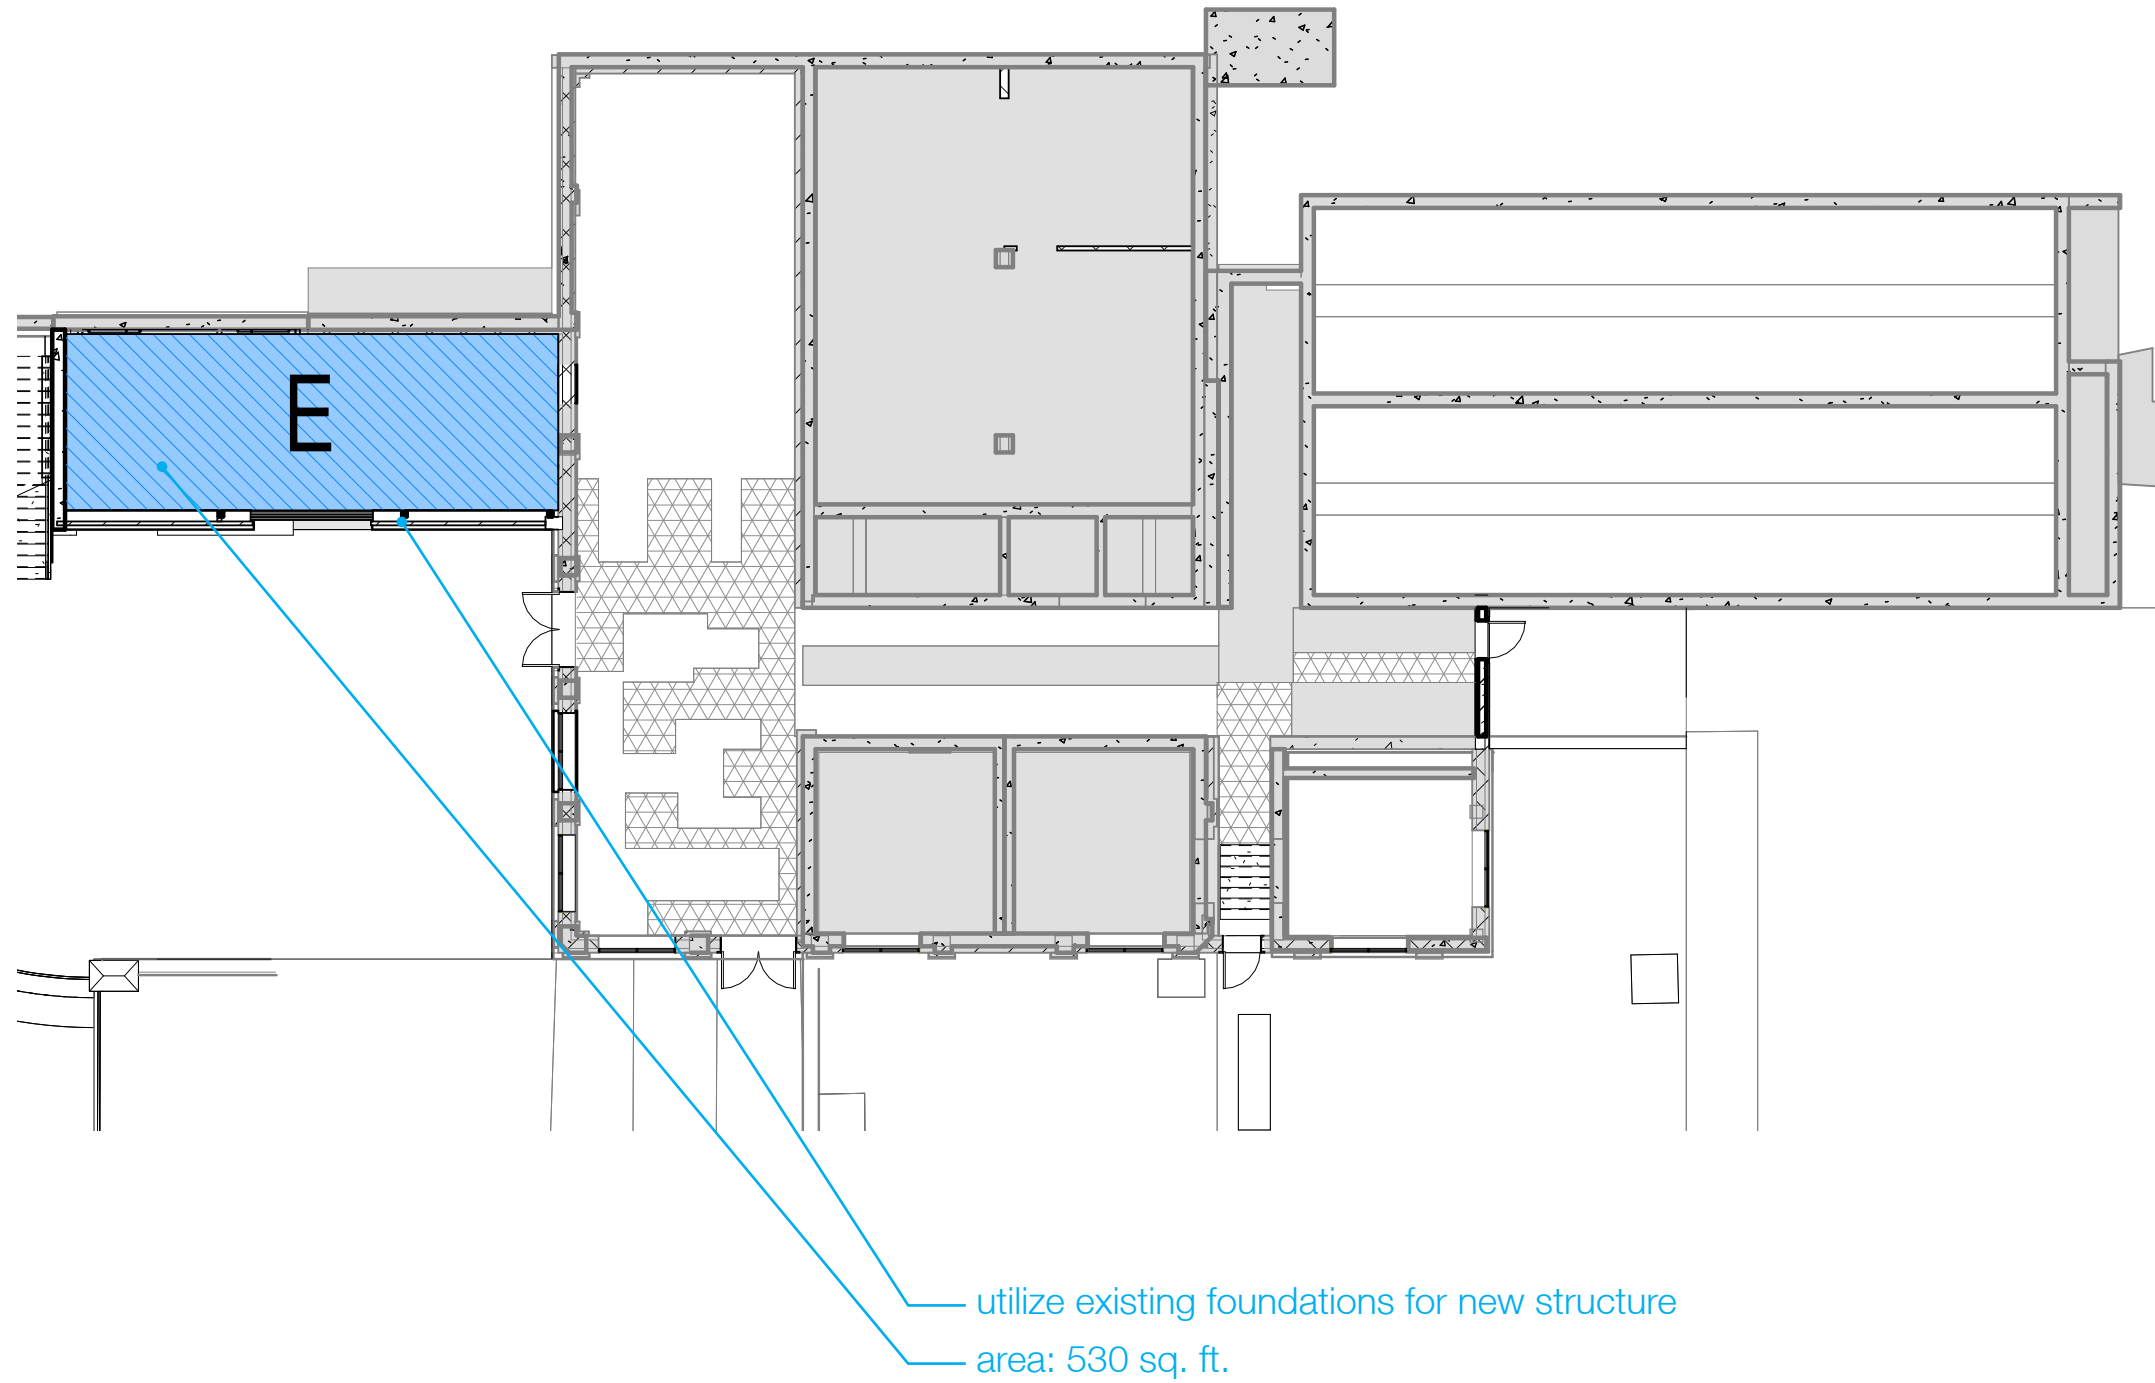 E
utilize existing foundations for new structure
area: 530 sq. ft.